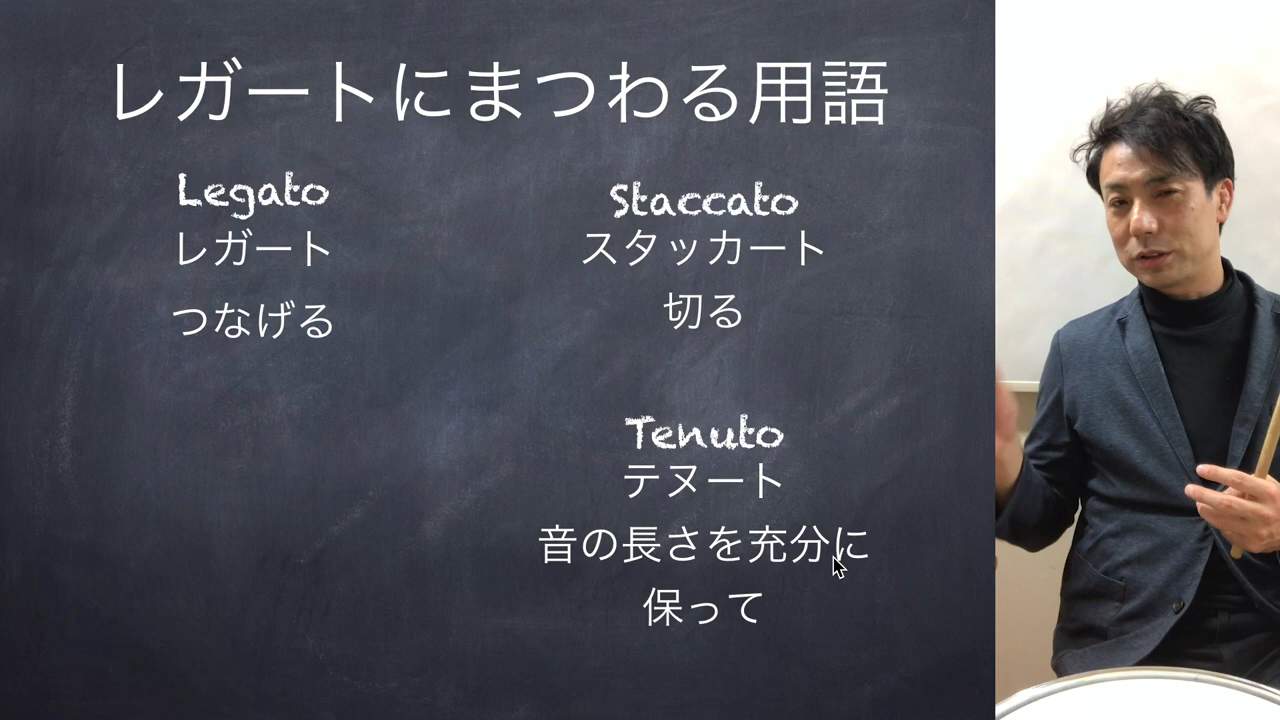 レガートにまつわる用語
Legato
レガート
つなげる
Staccato
スタッカート
切る
Tenuto
テヌート
音の長さを充分に
保って